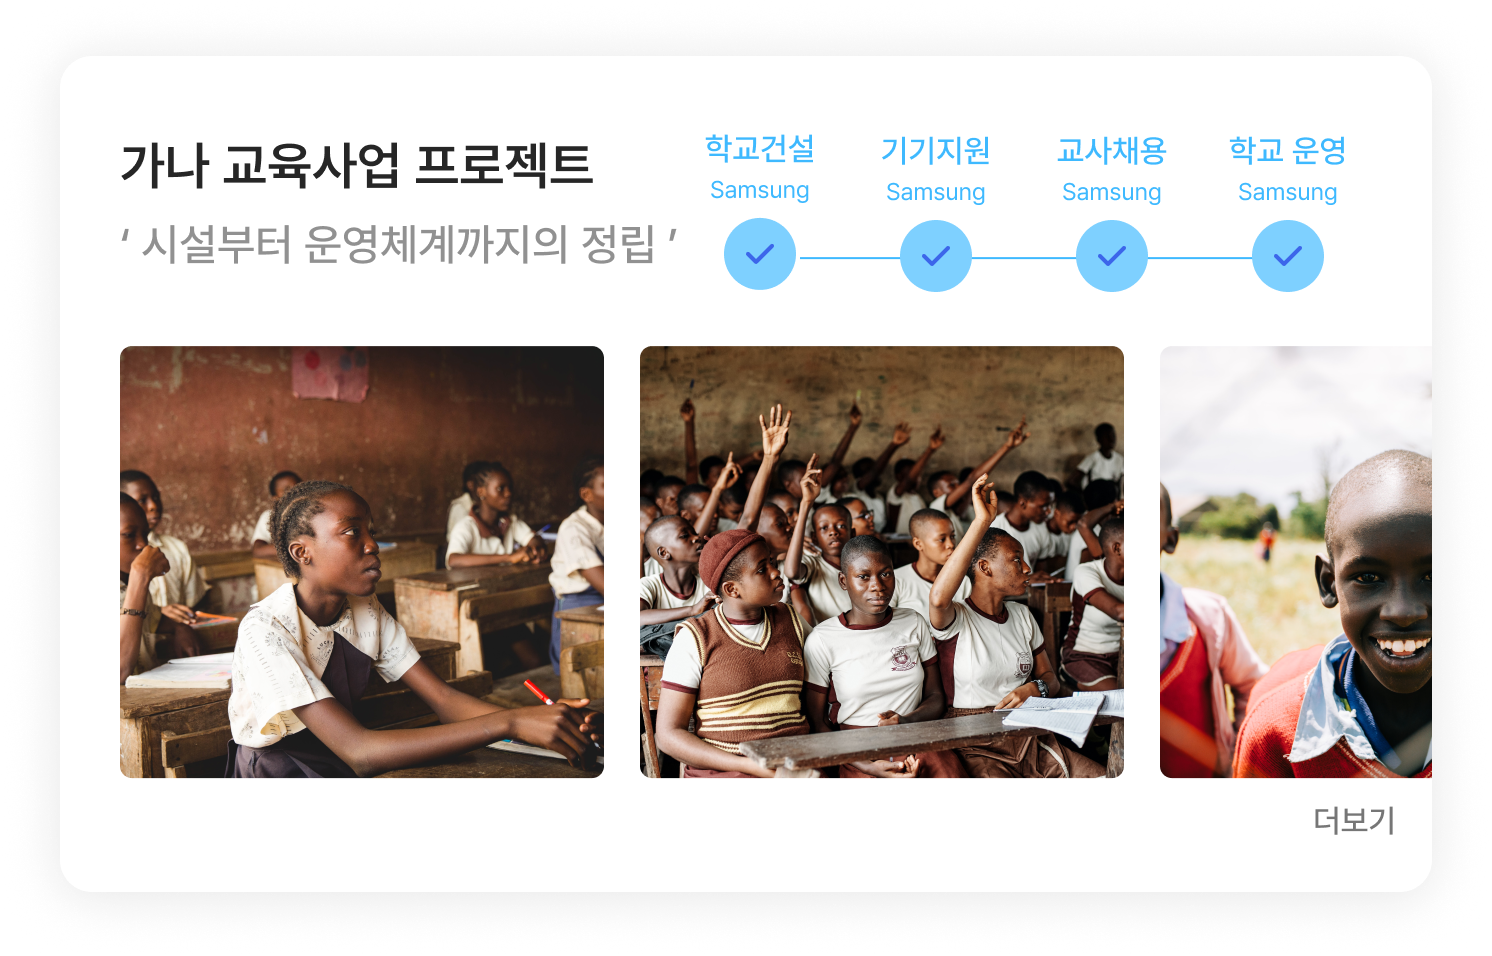 가나 교육사업 프로젝트
‘ 시설부터 운영체계까지의 정립 ’
학교건설
Samsung
기기지원
Samsung
교사채용
Samsung
학교 운영
Samsung
더보기